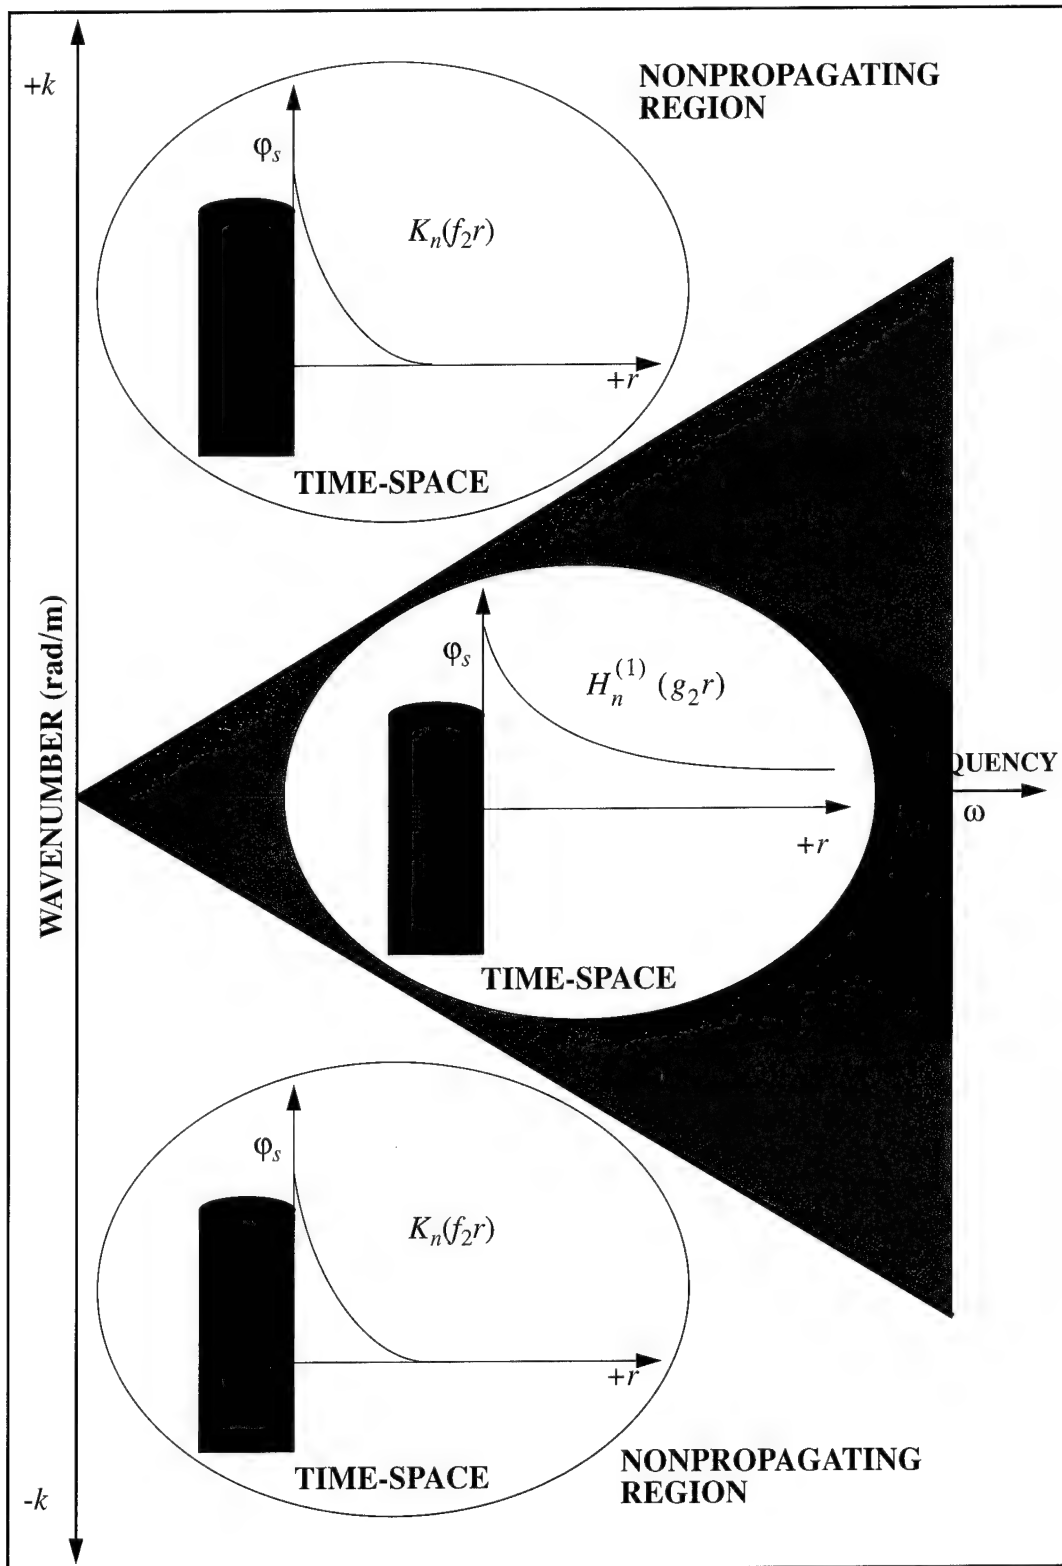 +k
NONPROPAGATING
REGION
φs
Kn(f2r)
+r
TIME-SPACE
WAVENUMBER (rad/m)
φs
Hn(1) (g2r)
QUENCY
ω
+r
TIME-SPACE
φs
Kn(f2r)
+r
TIME-SPACE
NONPROPAGATING
REGION
-k